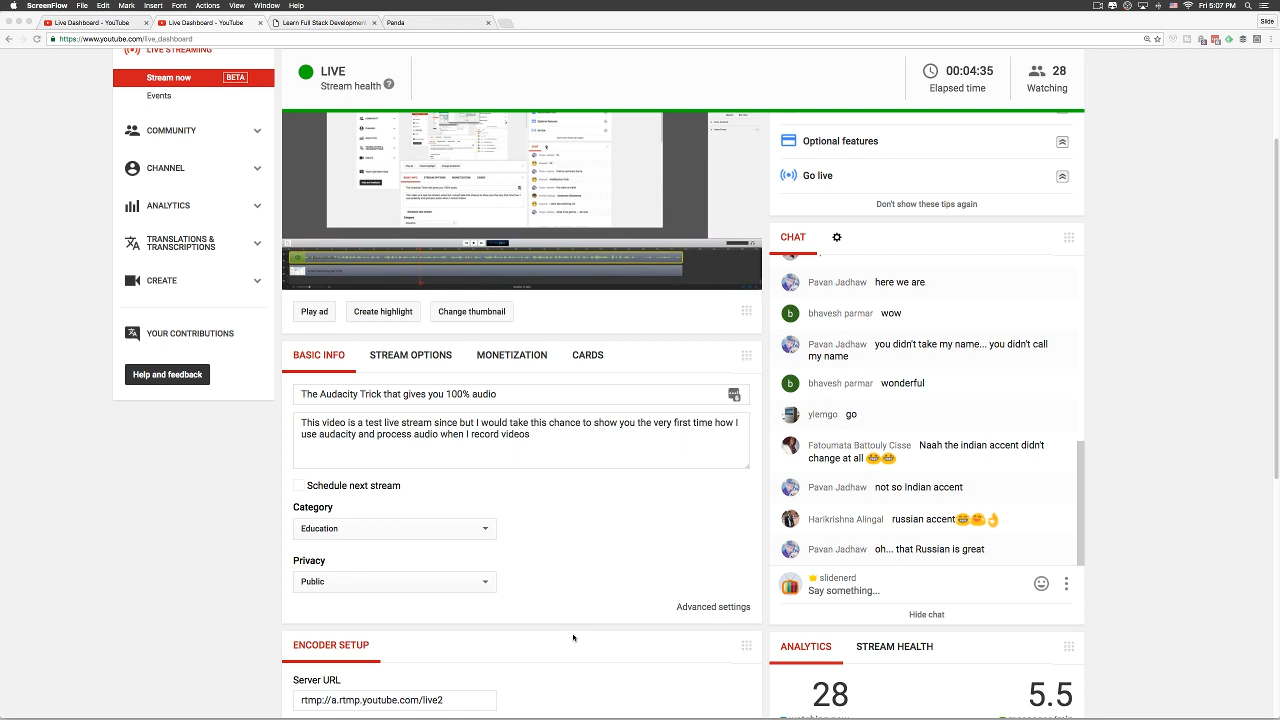 ScreenFlow File Edit Mark Insert Font Actions View Window Help Fri 5:07 PM
Live Dashboard - YouTube Live Dashboard - YouTube Learn Full Stack Development Panda Slide
https://www.youtube.com/live_dashboard
LIVE STREAMING
Stream now BETA
Events
COMMUNITY
CHANNEL
ANALYTICS
TRANSLATIONS &
TRANSCRIPTIONS
CREATE
YOUR CONTRIBUTIONS
Help and feedback
LIVE
Stream health
00:04:35
Elapsed time
28
Watching
Play ad Create highlight Change thumbnail
BASIC INFO STREAM OPTIONS MONETIZATION CARDS
The Audacity Trick that gives you 100% audio
This video is a test live stream since but I would take this chance to show you the very first time how I
use audacity and process audio when I record videos
Schedule next stream
Category
Education
Privacy
Public
Advanced settings
ENCODER SETUP
Server URL
rtmp://a.rtmp.youtube.com/live2
Optional features
Go live
Don't show these tips again
CHAT
Pavan Jadhaw here we are
b bhavesh parmar wow
Pavan Jadhaw you didn't take my name... you didn't call
my name
b bhavesh parmar wonderful
ylemgo go
Fatoumata Battouly Cisse Naah the indian accent didn't
change at all
Pavan Jadhaw not so Indian accent
Harikrishna Alingal russian accent
Pavan Jadhaw oh... that Russian is great
slidenerd
Say something...
Hide chat
ANALYTICS STREAM HEALTH
28 5.5